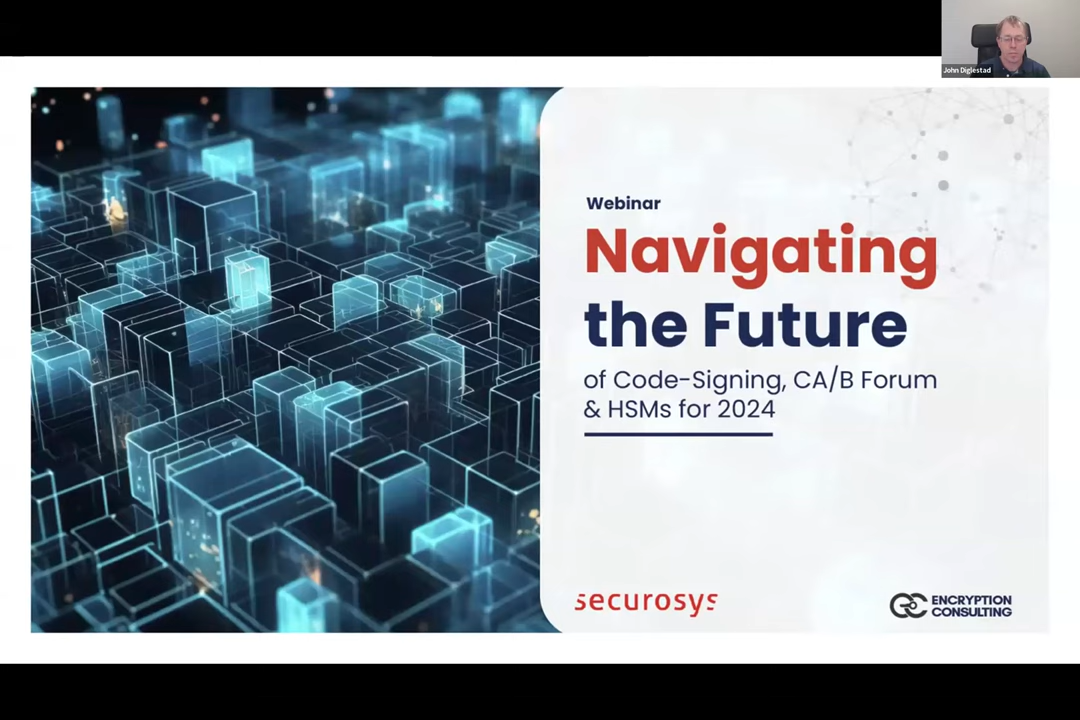 John Diglestad
Webinar
Navigating
the Future
of Code-Signing, CA/B Forum
& HSMs for 2024
securosys
ENCRYPTION
CONSULTING